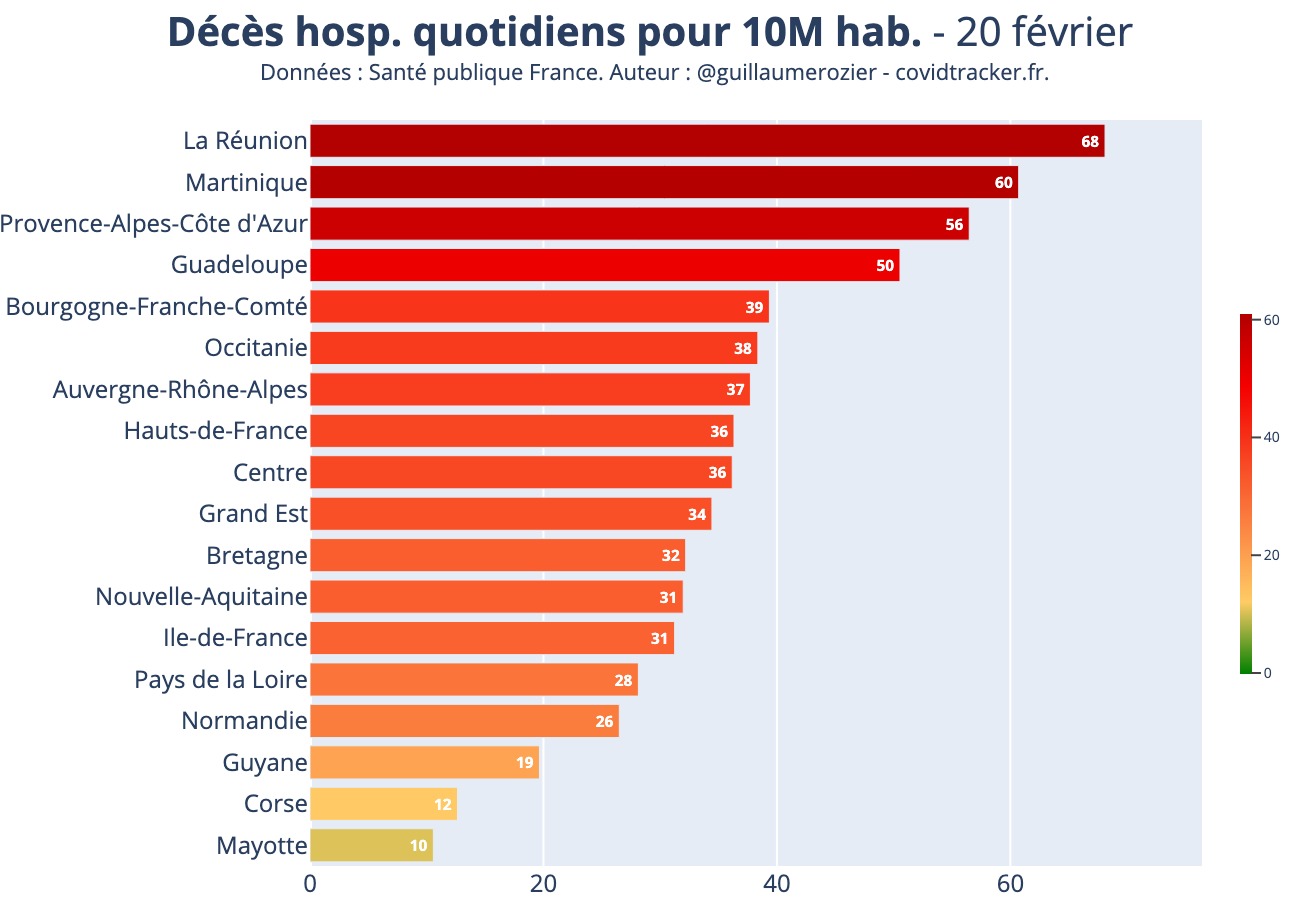 Décès hosp. quotidiens pour 10M hab. - 20 février
Données : Santé publique France. Auteur : @guillaumerozier - covidtracker.fr.
La Réunion 68
Martinique 60
Provence-Alpes-Côte d'Azur 56
Guadeloupe 50
Bourgogne-Franche-Comté 39
Occitanie 38
Auvergne-Rhône-Alpes 37
Hauts-de-France 36
Centre 36
Grand Est 34
Bretagne 32
Nouvelle-Aquitaine 31
Ile-de-France 31
Pays de la Loire 28
Normandie 26
Guyane 19
Corse 12
Mayotte 10
0 20 40 60
60
40
20
0